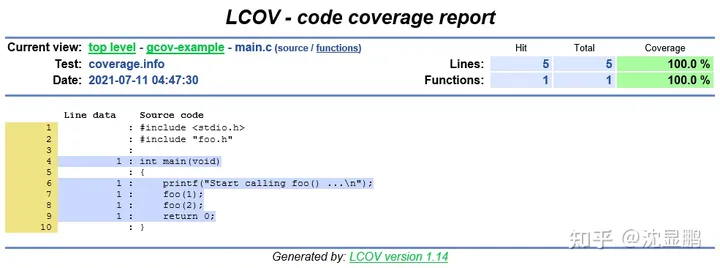 LCOV - code coverage report
Current view: top level - gcov-example - main.c (source / functions) Hit Total Coverage
Test: coverage.info Lines: 5 5 100.0 %
Date: 2021-07-11 04:47:30 Functions: 1 1 100.0 %
Line data Source code
1 : #include <stdio.h>
2 : #include "foo.h"
3 :
4 1 : int main(void)
5 : {
6 1 : printf("Start calling foo() ...\n");
7 1 : foo(1);
8 1 : foo(2);
9 1 : return 0;
10 : }
知乎 @沈显鹏
Generated by: LCOV version 1.14